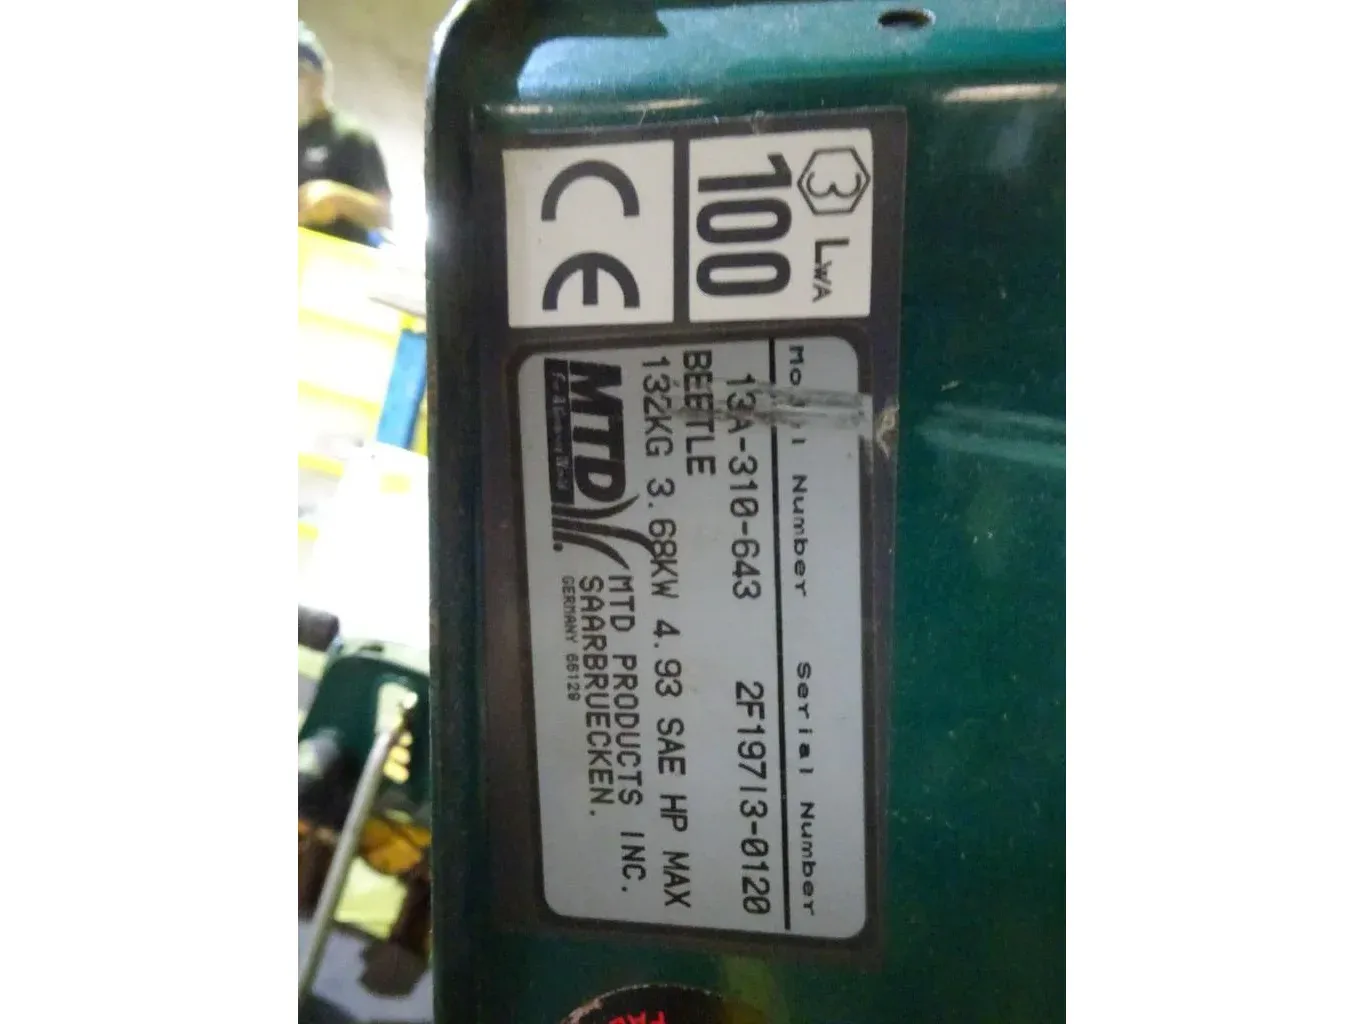 3 LWA
100
CE
Model Number Serial Number
13A-310-643 2F19713-0120
BEETLE
132KG 3.68KW 4.93 SAE HP MAX
MTD
MTD PRODUCTS INC.
SAARBRUECKEN.
GERMANY 66128